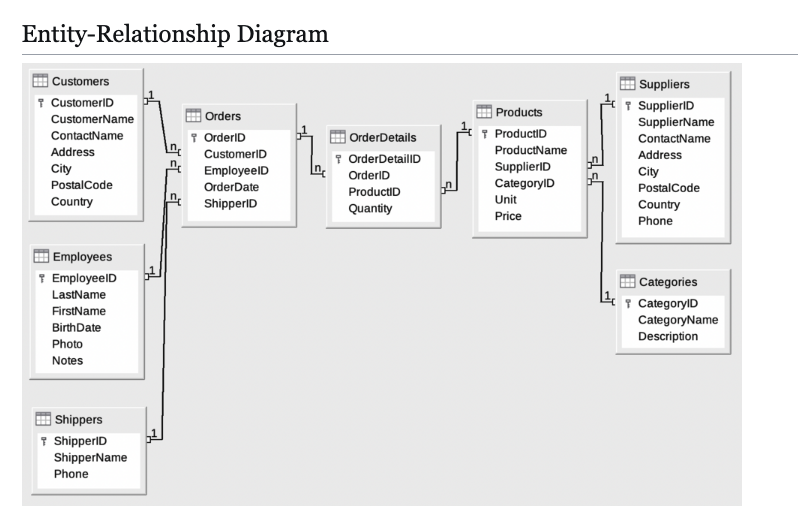 Entity-Relationship Diagram
Customers
CustomerID
CustomerName
ContactName
Address
City
PostalCode
Country
1
n
Orders
OrderID
CustomerID
EmployeeID
OrderDate
ShipperID
n
n
1
n
OrderDetails
OrderDetailID
OrderID
ProductID
Quantity
n
1
Products
ProductID
ProductName
SupplierID
CategoryID
Unit
Price
n
n
1
Suppliers
SupplierID
SupplierName
ContactName
Address
City
PostalCode
Country
Phone
Employees
EmployeeID
LastName
FirstName
BirthDate
Photo
Notes
1
1
Categories
CategoryID
CategoryName
Description
Shippers
ShipperID
ShipperName
Phone
1